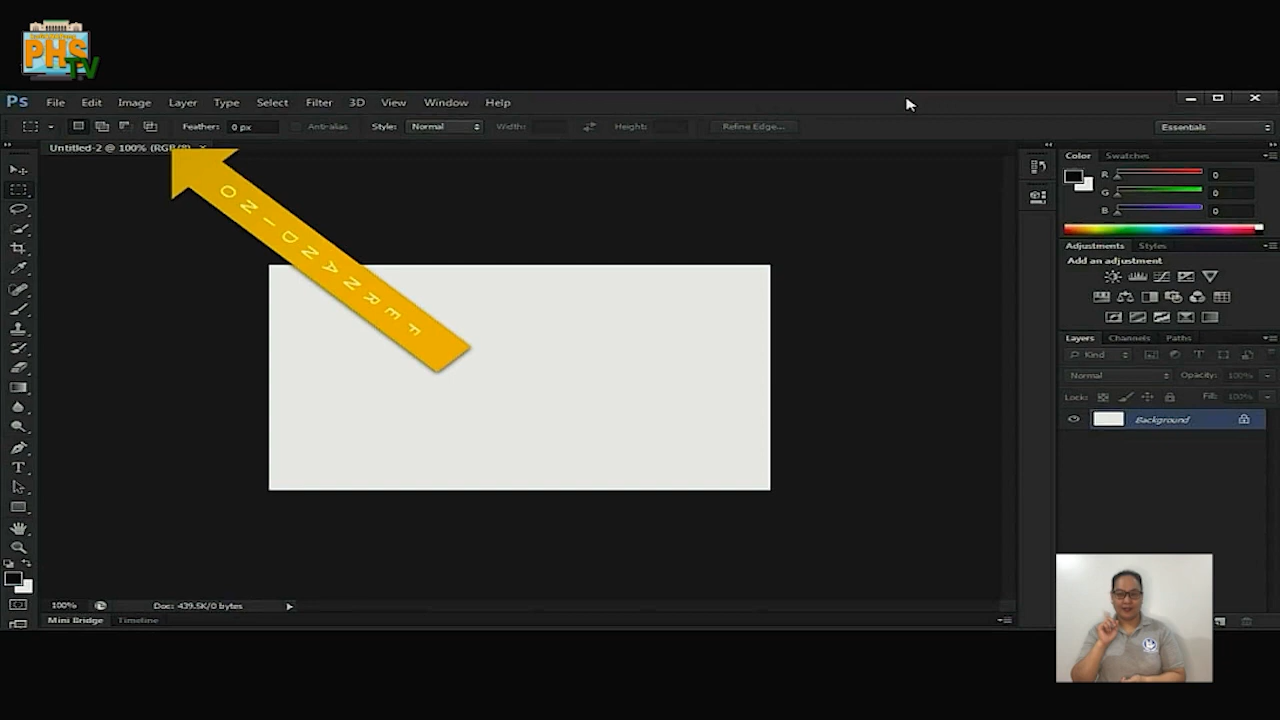 PHS
TV
Ps File Edit Image Layer Type Select Filter 3D View Window Help
Feather: 0 px Anti-alias Style: Normal Width: Height: Refine Edge... Essentials
Untitled-2 @ 100% (RGB/8) ×
FERNANDINO
Color Swatches
R 0
G 0
B 0
Adjustments Styles
Add an adjustment
Layers Channels Paths
Kind
Normal Opacity: 100%
Lock: Fill: 100%
Background
100% Doc: 439.5K/0 bytes
Mini Bridge Timeline